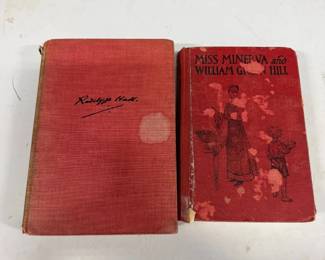 Radclyffe Hall.
MISS MINERVA and
WILLIAM GREEN HILL